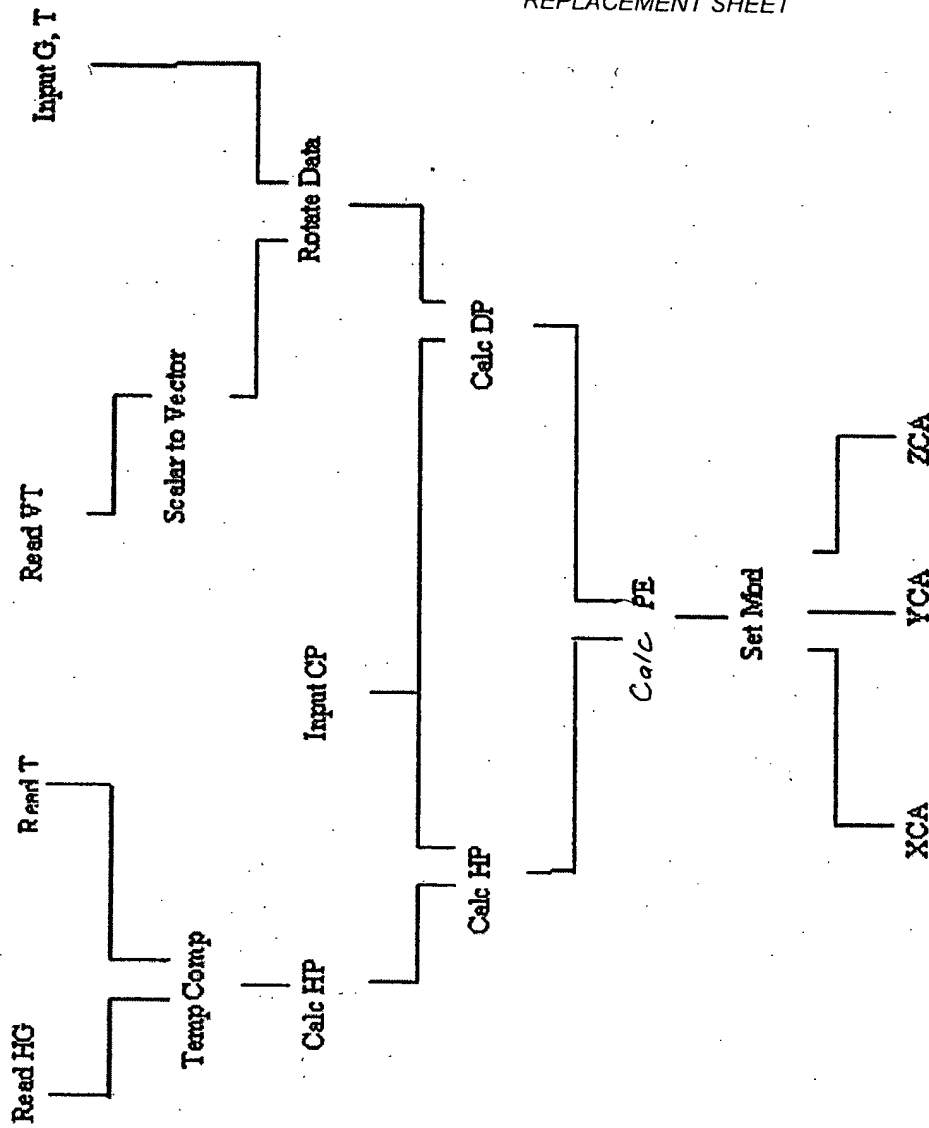 REPLACEMENT SHEET
Read HG
Read T
Read VT
Input G, T
Temp Comp
Scalar to Vector
Calc HP
Input CP
Rotate Data
Calc HP
Calc DP
Calc PE
Set Mod
XCA
YCA
ZCA